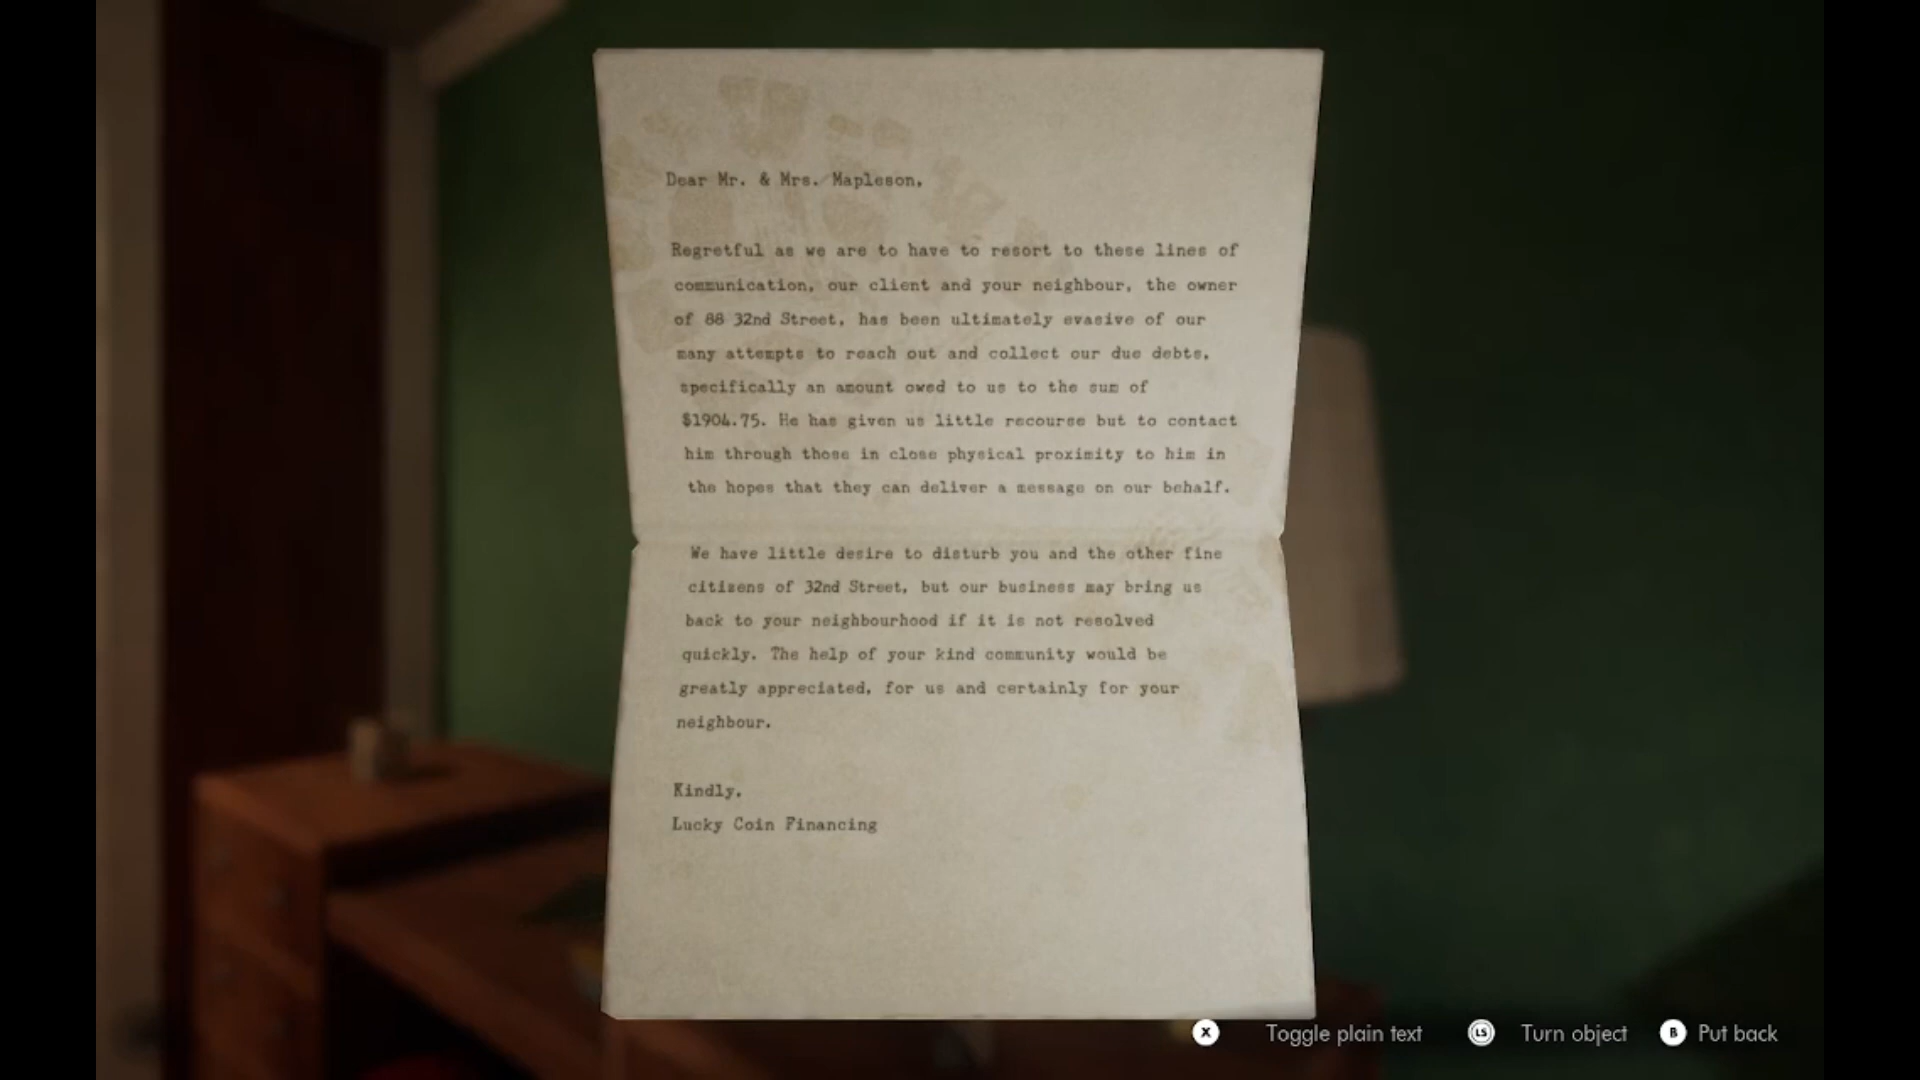 Dear Mr. & Mrs. Mapleson,
Regretful as we are to have to resort to these lines of
communication, our client and your neighbour, the owner
of 88 32nd Street, has been ultimately evasive of our
many attempts to reach out and collect our due debts,
specifically an amount owed to us to the sum of
$1904.75. He has given us little recourse but to contact
him through those in close physical proximity to him in
the hopes that they can deliver a message on our behalf.
We have little desire to disturb you and the other fine
citizens of 32nd Street, but our business may bring us
back to your neighbourhood if it is not resolved
quickly. The help of your kind community would be
greatly appreciated, for us and certainly for your
neighbour.
Kindly,
Lucky Coin Financing
X Toggle plain text LS Turn object B Put back